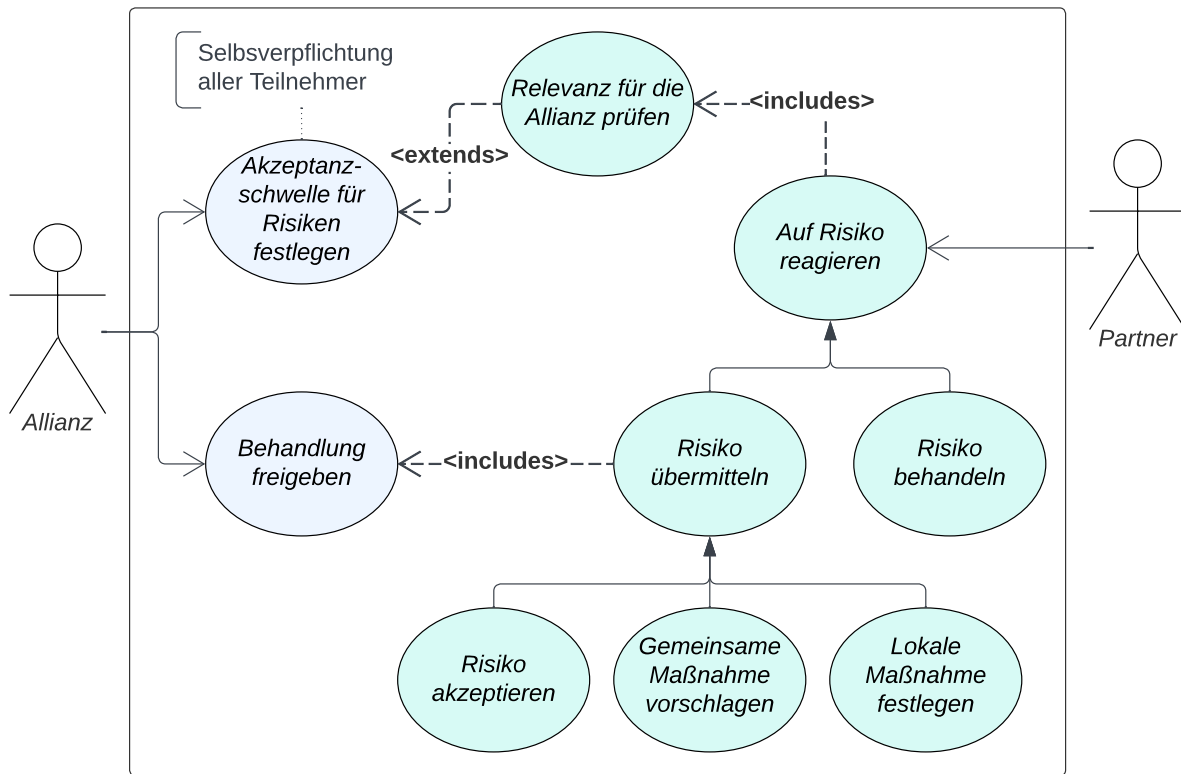 Selbsverpflichtung
aller Teilnehmer
Relevanz für die
Allianz prüfen
<includes>
<extends>
Akzeptanz-
schwelle für
Risiken
festlegen
Auf Risiko
reagieren
Partner
Allianz
Behandlung
freigeben
<includes>
Risiko
übermitteln
Risiko
behandeln
Risiko
akzeptieren
Gemeinsame
Maßnahme
vorschlagen
Lokale
Maßnahme
festlegen